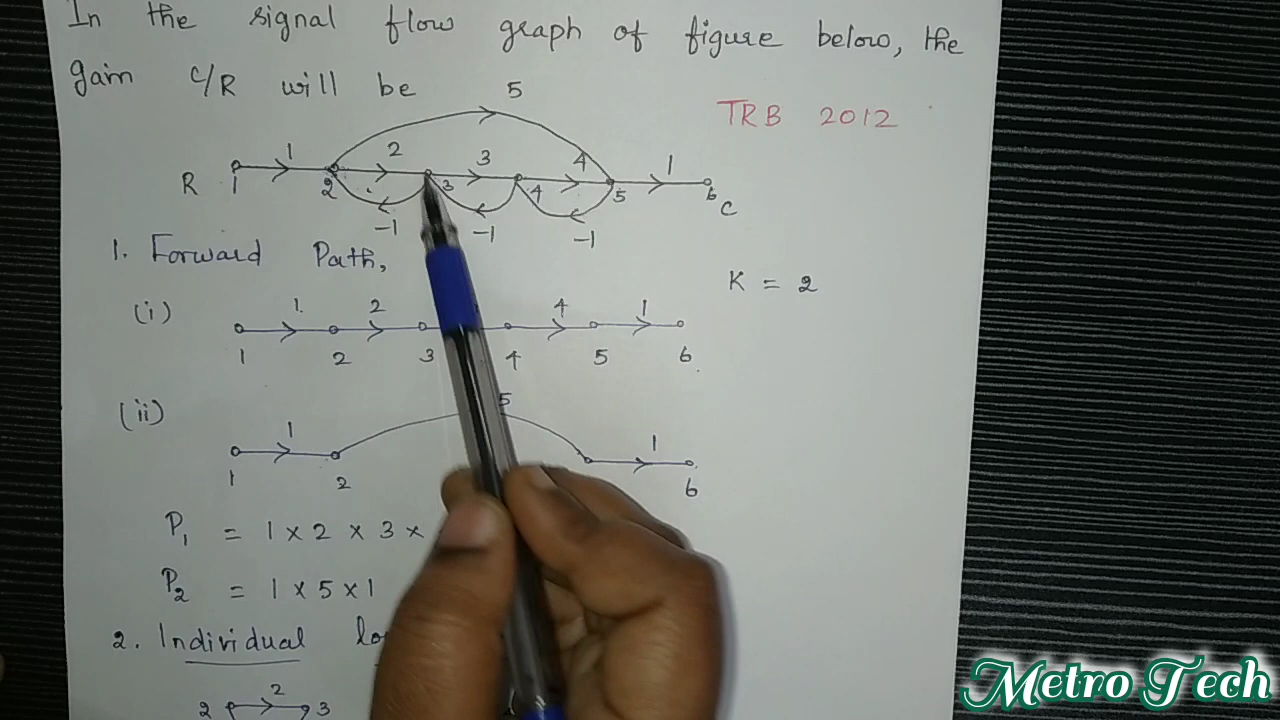 In the signal flow graph of figure below, the
gain C/R will be
TRB 2012
5
1 2 3 4 1
R 1 2 3 4 5 6 C
-1 -1 -1
1. Forward Path,
K = 2
(i)
1 2 4 1
1 2 3 4 5 6
(ii)
1 5 1
1 2 6
P1 = 1 × 2 × 3 ×
P2 = 1 × 5 × 1
2. Individual
2
2 3
Metro Tech